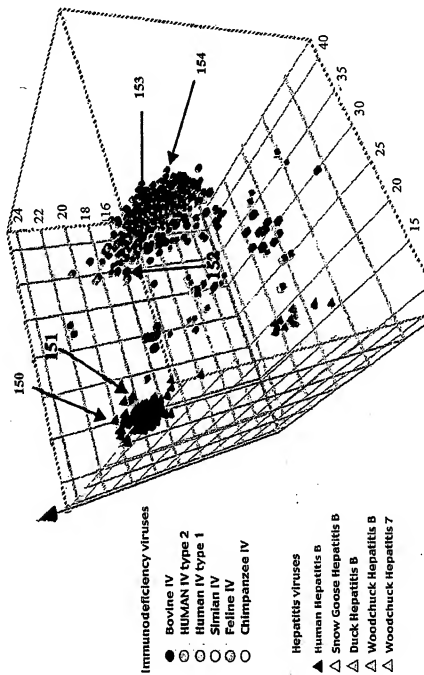 150
151
152
153
154
24
22
20
18
16
40
35
30
25
20
15
Immunodeficiency viruses
Bovine IV
HUMAN IV type 2
Human IV type 1
Simian IV
Feline IV
Chimpanzee IV
Hepatitis viruses
Human Hepatitis B
Snow Goose Hepatitis B
Duck Hepatitis B
Woodchuck Hepatitis B
Woodchuck Hepatitis 7